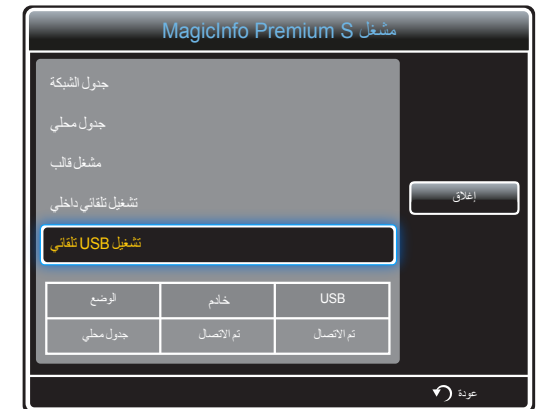 مشغل MagicInfo Premium S
جدول الشبكة
جدول محلي
مشغل قالب
تشغيل تلقائي داخلي
تشغيل USB تلقائي
إغلاق
الوضع خادم USB
جدول محلي تم الاتصال تم الاتصال
عودة